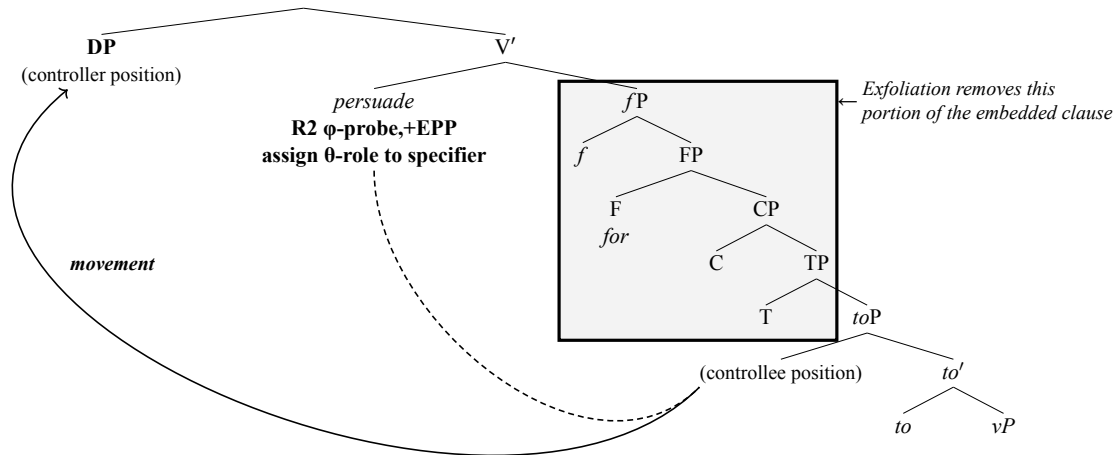 DP
(controller position)
V′
persuade
R2 φ-probe,+EPP
assign θ-role to specifier
fP
← Exfoliation removes this
portion of the embedded clause
f
FP
F
for
CP
movement
C
TP
T
toP
(controllee position)
to′
to
vP